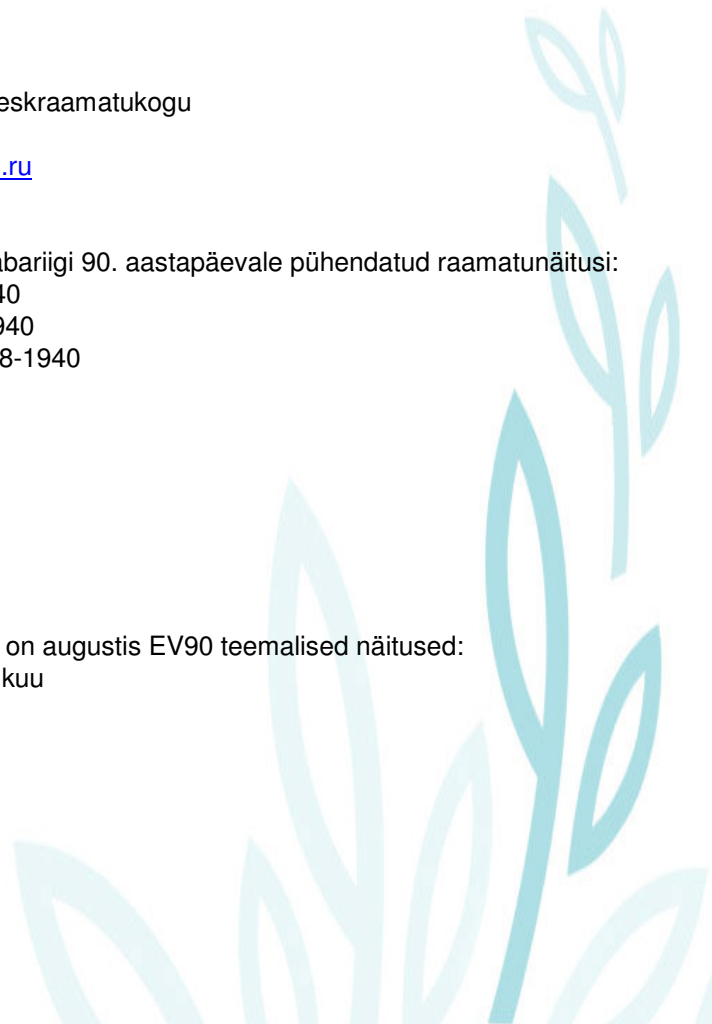 eskraamatukogu
.ru
abariigi 90. aastapäevale pühendatud raamatunäitusi:
40
940
8-1940
on augustis EV90 teemalised näitused:
kuu